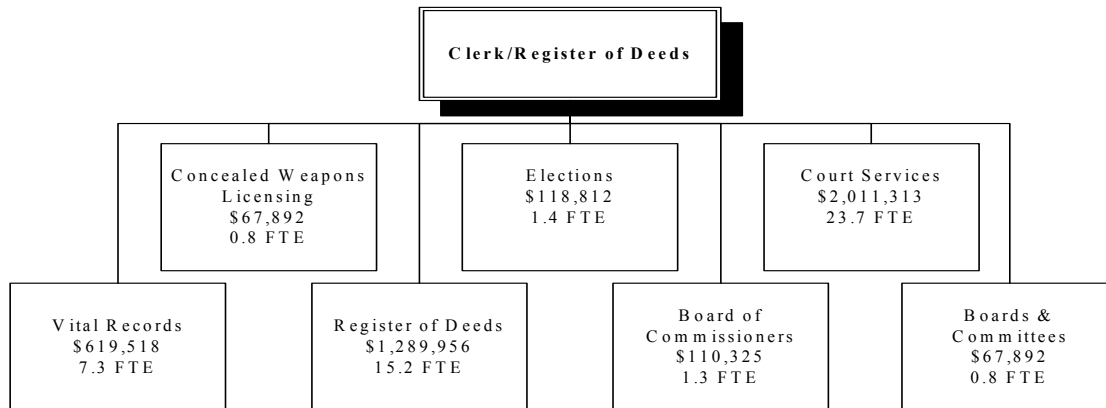 Clerk/Register of Deeds
Concealed Weapons
Licensing
$67,892
0.8 FTE
Elections
$118,812
1.4 FTE
Court Services
$2,011,313
23.7 FTE
Vital Records
$619,518
7.3 FTE
Register of Deeds
$1,289,956
15.2 FTE
Board of
Commissioners
$110,325
1.3 FTE
Boards &
Committees
$67,892
0.8 FTE